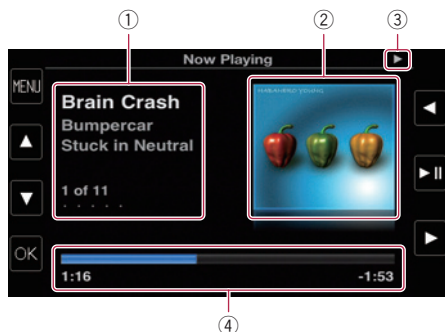 ① ② ③
Now Playing ▶
MENU
Brain Crash
Bumpercar
Stuck in Neutral
1 of 11
OK
1:16 -1:53
④